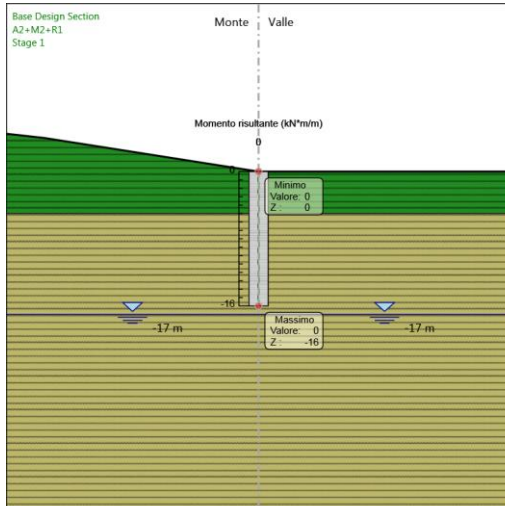 Base Design Section
A2+M2+R1
Stage 1
Monte
Valle
Momento risultante (kN*m/m)
0
0
Minimo
Valore: 0
Z : 0
-16
Massimo
Valore: 0
Z : -16
-17 m
-17 m